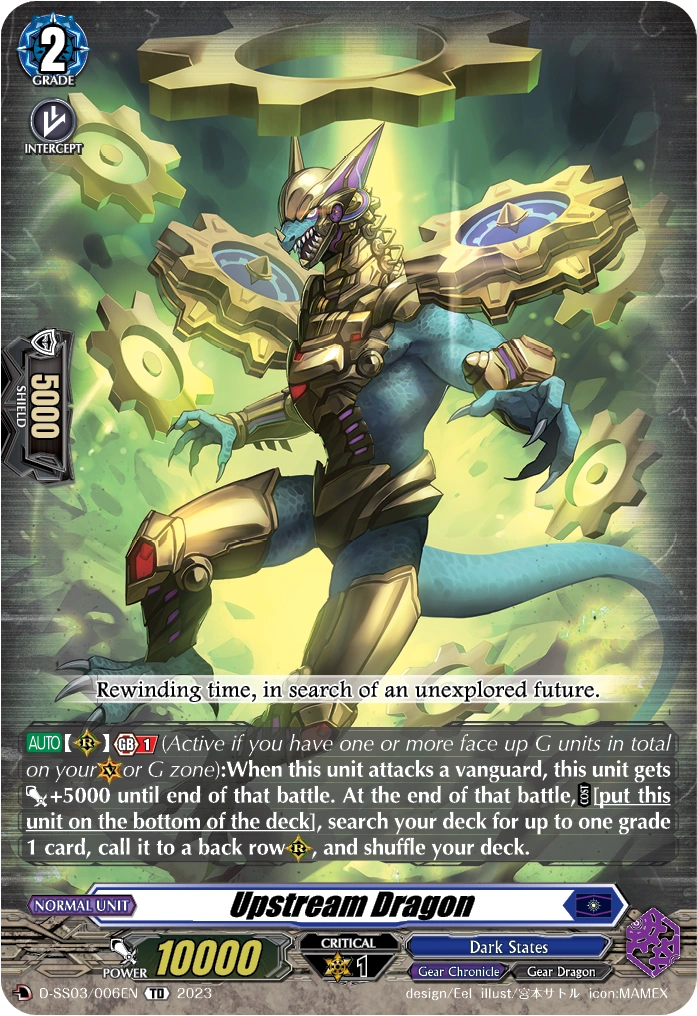 2
GRADE
INTERCEPT
5000
SHIELD
Rewinding time, in search of an unexplored future.
AUTO【R】GB 1 (Active if you have one or more face up G units in total
on your V or G zone):When this unit attacks a vanguard, this unit gets
+5000 until end of that battle. At the end of that battle, COST [put this
unit on the bottom of the deck], search your deck for up to one grade
1 card, call it to a back row R, and shuffle your deck.
NORMAL UNIT
Upstream Dragon
POWER 10000
CRITICAL
1
Dark States
Gear Chronicle
Gear Dragon
D-SS03/006EN TD 2023
design/Eel illust/宮本サトル icon:MAMEX